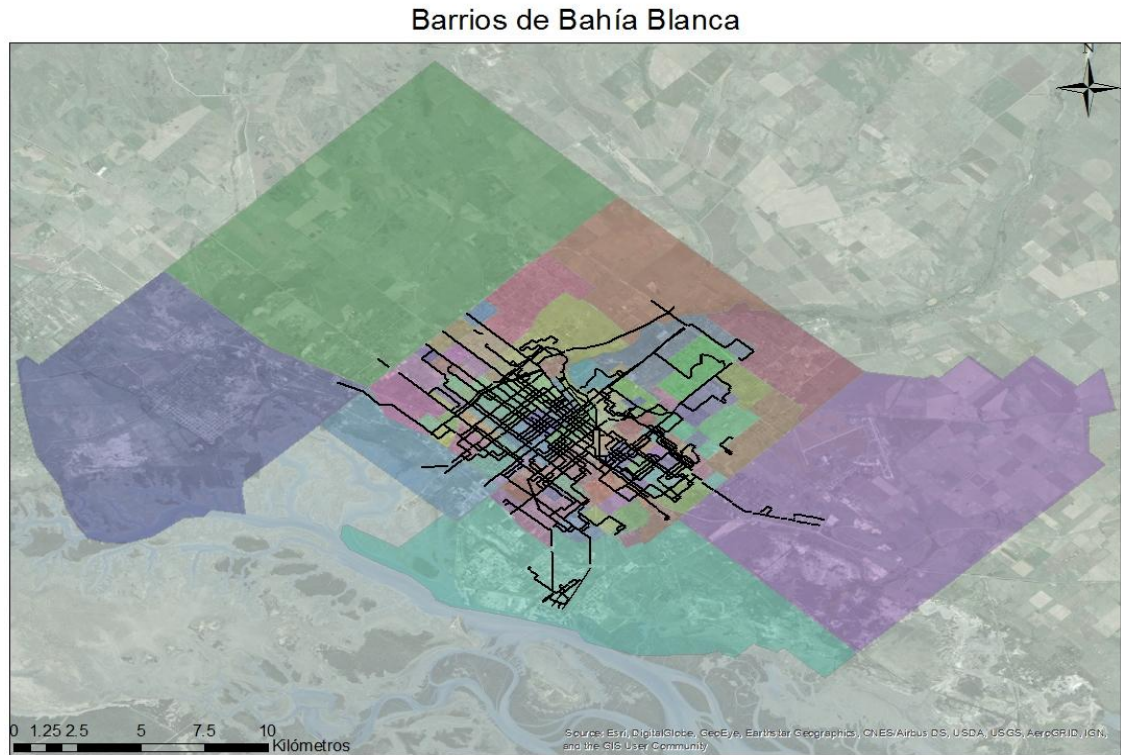 Barrios de Bahía Blanca
N
0 1.25 2.5 5 7.5 10
Kilómetros
Source: Esri, DigitalGlobe, GeoEye, Earthstar Geographics, CNES/Airbus DS, USDA, USGS, AeroGRID, IGN,
and the GIS User Community